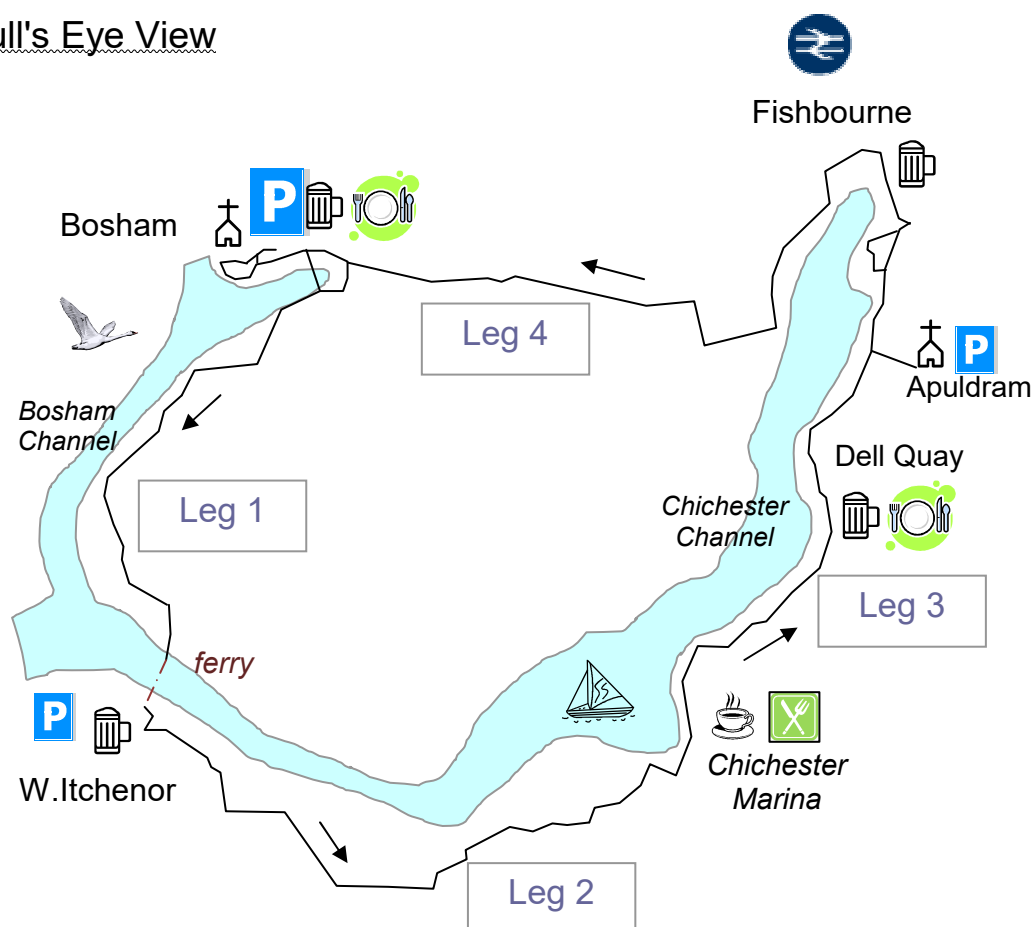 Eye View
Fishbourne
Bosham
P
Leg 4
P
Apuldram
Bosham
Channel
Dell Quay
Leg 1
Chichester
Channel
Leg 3
ferry
P
W.Itchenor
Chichester
Marina
Leg 2